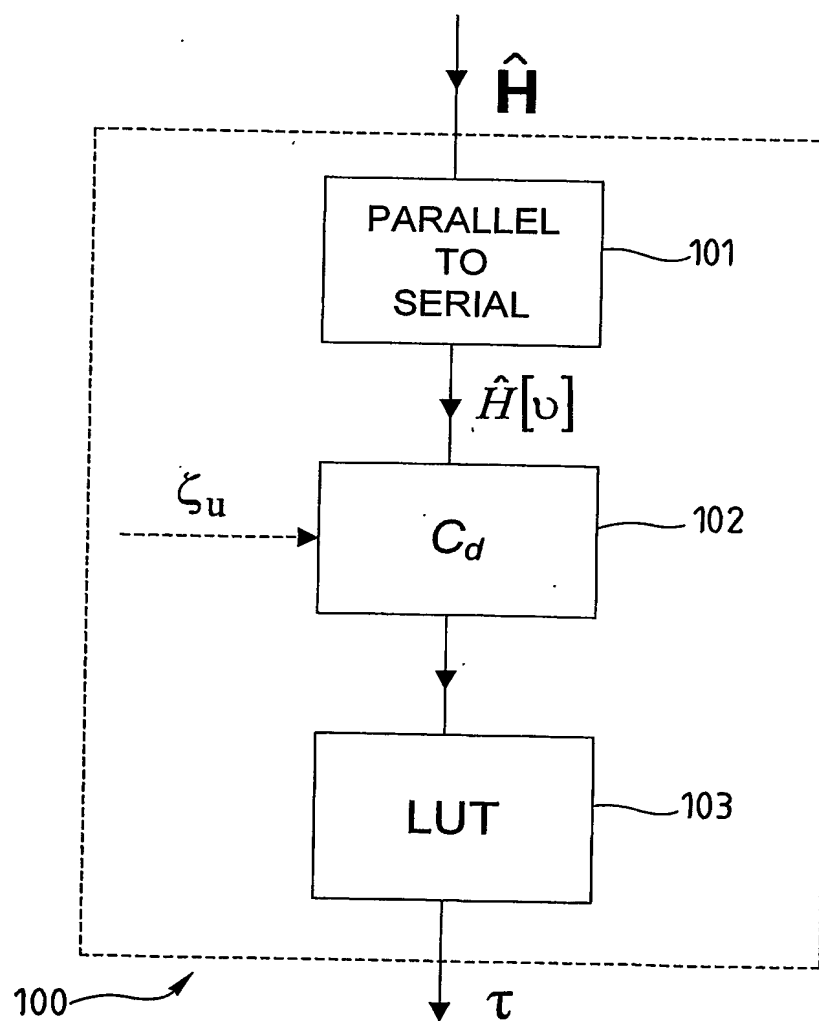 Ĥ
PARALLEL
TO
SERIAL
101
Ĥ[υ]
ζu
Cd
102
LUT
103
100
τ